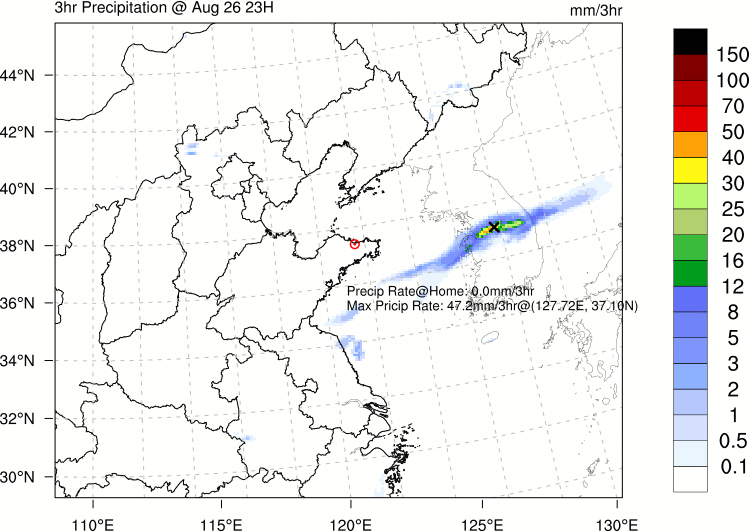 3hr Precipitation @ Aug 26 23H
mm/3hr
44°N
42°N
40°N
38°N
36°N
34°N
32°N
30°N
110°E
115°E
120°E
125°E
130°E
Precip Rate@Home: 0.0mm/3hr
Max Pricip Rate: 47.2mm/3hr@(127.72E, 37.10N)
150
100
70
50
40
30
25
20
16
12
8
5
3
2
1
0.5
0.1